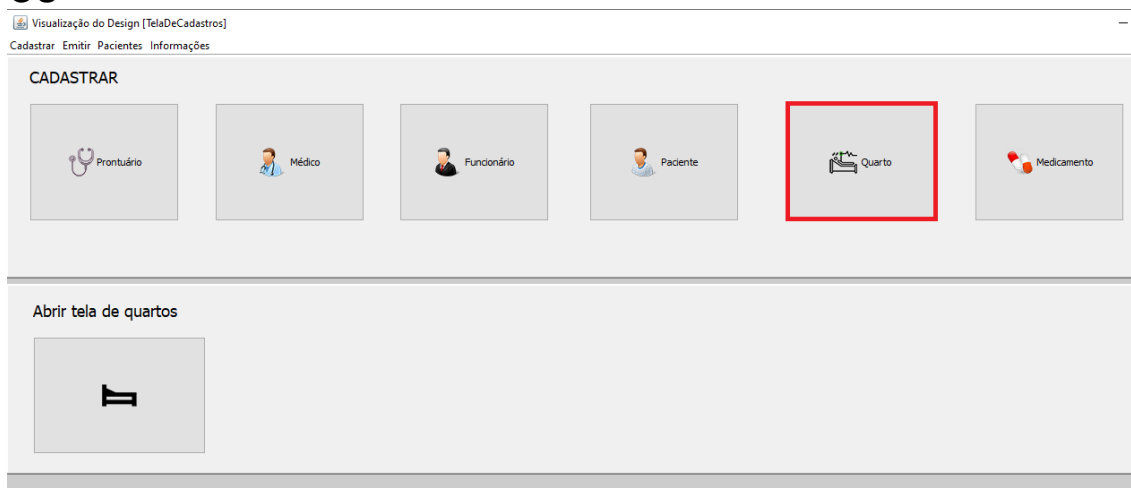 Visualização do Design [TelaDeCadastros]
Cadastrar Emitir Pacientes Informações
CADASTRAR
Prontuário Médico Funcionário Paciente Quarto Medicamento
Abrir tela de quartos